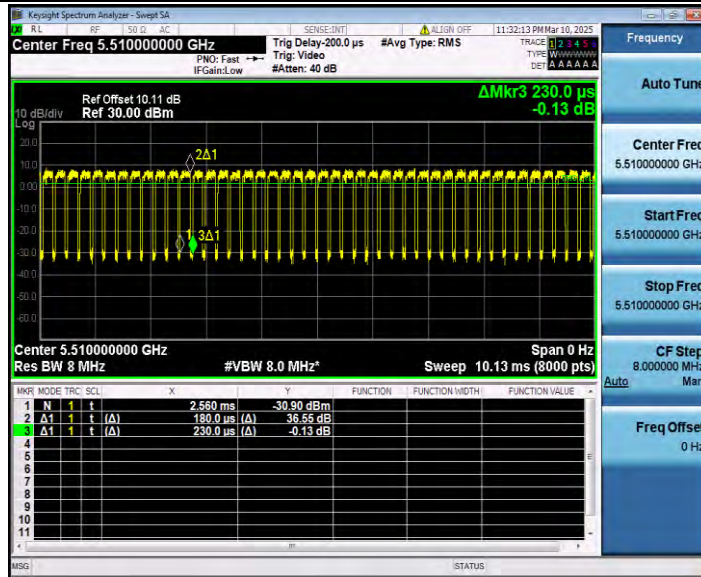 Keysight Spectrum Analyzer - Swept SA
RL RF 50 Ω AC SENSE:INT ALIGN OFF 11:32:13 PM Mar 10, 2025
Center Freq 5.510000000 GHz
PNO: Fast
IFGain:Low
Trig Delay-200.0 µs
Trig: Video
#Atten: 40 dB
#Avg Type: RMS
TRACE 1 2 3 4 5 6
TYPE
DET A A A A A A
Ref Offset 10.11 dB
10 dB/div Ref 30.00 dBm
Log
ΔMkr3 230.0 µs
-0.13 dB
20.0
10.0
0.00
-10.0
-20.0
-30.0
-40.0
-50.0
-60.0
2Δ1
1
3Δ1
Center 5.510000000 GHz Span 0 Hz
Res BW 8 MHz #VBW 8.0 MHz* Sweep 10.13 ms (8000 pts)
MKR MODE TRC SCL X Y FUNCTION FUNCTION WIDTH FUNCTION VALUE
1 N 1 t 2.560 ms -30.90 dBm
2 Δ1 1 t (Δ) 180.0 µs (Δ) 36.55 dB
3 Δ1 1 t (Δ) 230.0 µs (Δ) -0.13 dB
4
5
6
7
8
9
10
11
MSG STATUS
Frequency
Auto Tune
Center Freq
5.510000000 GHz
Start Freq
5.510000000 GHz
Stop Freq
5.510000000 GHz
CF Step
8.000000 MHz
Auto Man
Freq Offset
0 Hz